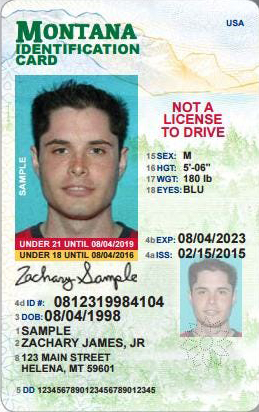 MONTANA
USA
IDENTIFICATION
CARD
NOT A
LICENSE
TO DRIVE
SAMPLE
15 SEX: M
16 HGT: 5'-06"
17 WGT: 180 lb
18 EYES: BLU
UNDER 21 UNTIL 08/04/2019
UNDER 18 UNTIL 08/04/2016
4b EXP: 08/04/2023
4a ISS: 02/15/2015
Zachary Sample
4d ID #: 0812319984104
3 DOB: 08/04/1998
1 SAMPLE
2 ZACHARY JAMES, JR
8 123 MAIN STREET
HELENA, MT 59601
5 DD 1234567890123456789012345